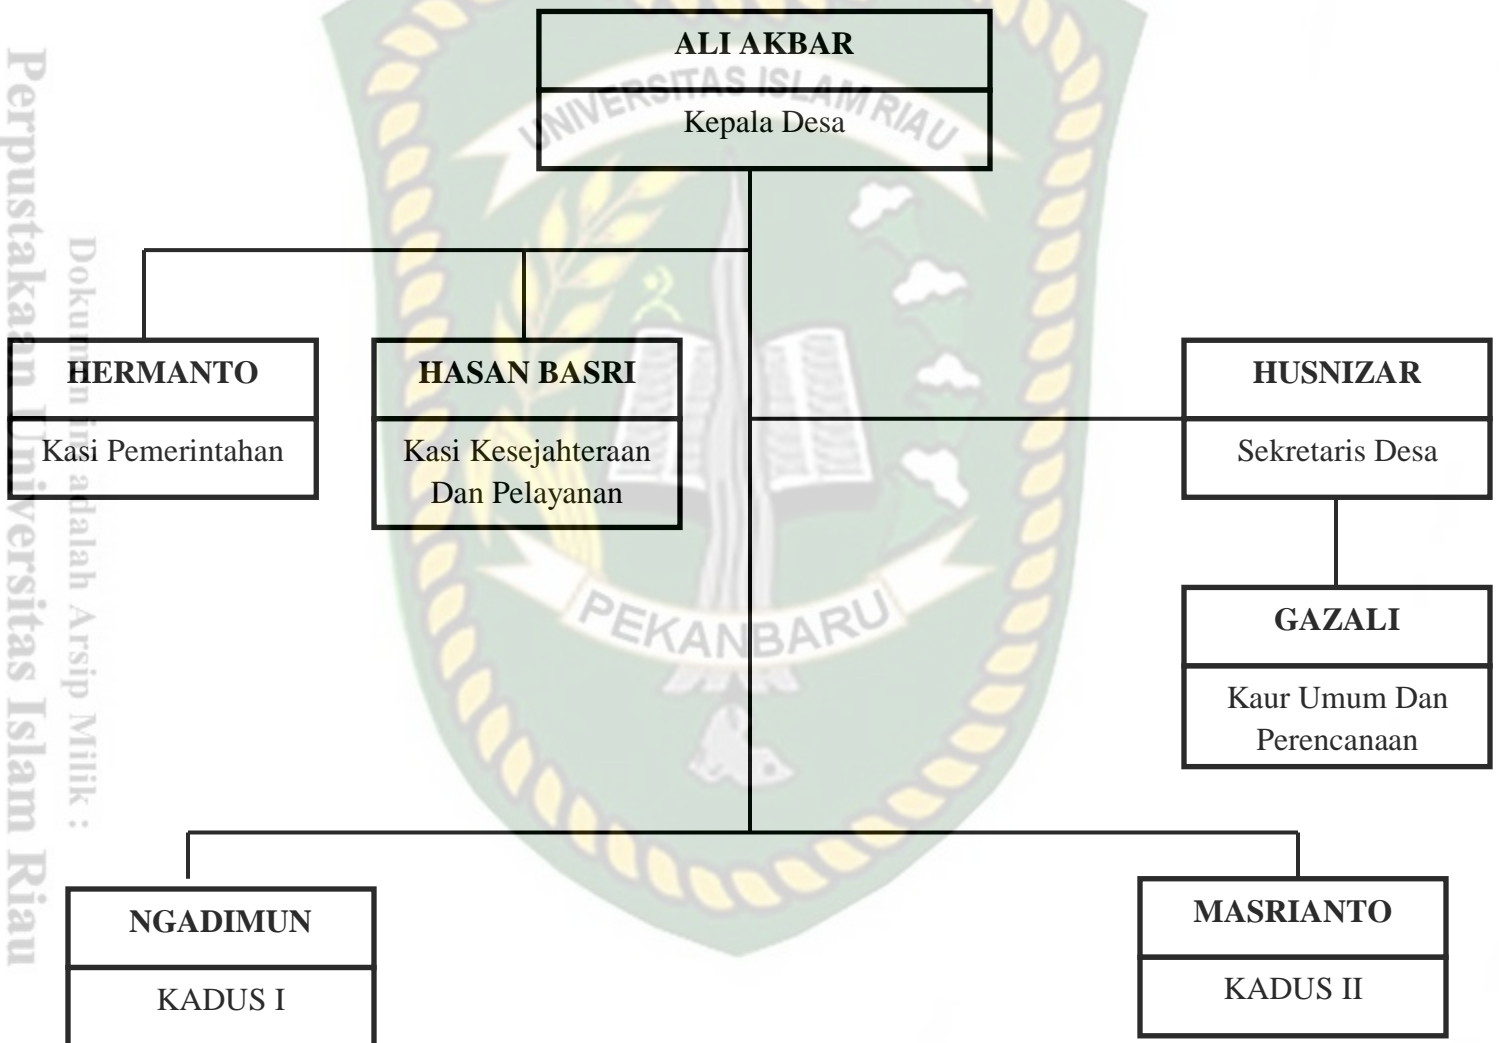 ALI AKBAR
Kepala Desa
UNIVERSITAS ISLAM RIAU
HERMANTO
Kasi Pemerintahan
HASAN BASRI
Kasi Kesejahteraan
Dan Pelayanan
HUSNIZAR
Sekretaris Desa
GAZALI
Kaur Umum Dan
Perencanaan
PEKANBARU
NGADIMUN
KADUS I
MASRIANTO
KADUS II
Dokumen ini adalah Arsip Milik :
Perpustakaan Universitas Islam Riau